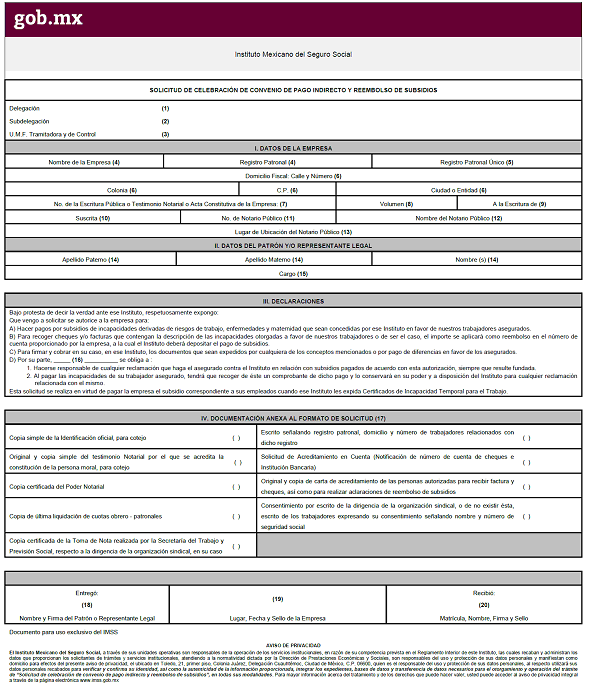 gob.mx
Instituto Mexicano del Seguro Social
SOLICITUD DE CELEBRACIÓN DE CONVENIO DE PAGO INDIRECTO Y REEMBOLSO DE SUBSIDIOS
Delegación (1)
Subdelegación (2)
U.M.F. Tramitadora y de Control (3)
I. DATOS DE LA EMPRESA
Nombre de la Empresa (4) Registro Patronal (4) Registro Patronal Único (5)
Domicilio Fiscal: Calle y Número (6)
Colonia (6) C.P. (6) Ciudad o Entidad (6)
No. de la Escritura Pública o Testimonio Notarial o Acta Constitutiva de la Empresa: (7) Volumen (8) A la Escritura de (9)
Suscrita (10) No. de Notario Público (11) Nombre del Notario Público (12)
Lugar de Ubicación del Notario Público (13)
II. DATOS DEL PATRÓN Y/O REPRESENTANTE LEGAL
Apellido Paterno (14) Apellido Materno (14) Nombre (s) (14)
Cargo (15)
III. DECLARACIONES
Bajo protesta de decir la verdad ante ese Instituto, respetuosamente expongo:
Que vengo a solicitar se autorice a la empresa para:
A) Hacer pagos por subsidios de incapacidades derivadas de riesgos de trabajo, enfermedades y maternidad que sean concedidas por ese Instituto en favor de nuestros trabajadores asegurados.
B) Para recoger cheques y/o facturas que contengan la descripción de las incapacidades otorgadas a favor de nuestros trabajadores o de ser el caso, el importe se aplicará como reembolso en el número de
cuenta proporcionado por la empresa, a la cual el Instituto deberá depositar el pago de subsidios.
C) Para firmar y cobrar en su caso, en ese Instituto, los documentos que sean expedidos por cualquiera de los conceptos mencionados o por pago de diferencias en favor de los asegurados.
D) Por su parte, _____ (16) __________ se obliga a :
1. Hacerse responsable de cualquier reclamación que haga el asegurado contra el Instituto en relación con subsidios pagados de acuerdo con esta autorización, siempre que resulte fundada.
2. Al pagar las incapacidades de su trabajador asegurado, tendrá que recoger de éste un comprobante de dicho pago y lo conservará en su poder y a disposición del Instituto para cualquier reclamación
relacionada con el mismo.
Esta solicitud se realiza en virtud de pagar la empresa el subsidio correspondiente a sus empleados cuando ese Instituto les expida Certificados de Incapacidad Temporal para el Trabajo.
IV. DOCUMENTACIÓN ANEXA AL FORMATO DE SOLICITUD (17)
Copia simple de la Identificación oficial, para cotejo ( )
Escrito señalando registro patronal, domicilio y número de trabajadores relacionados con
dicho registro ( )
Original y copia simple del testimonio Notarial por el que se acredita la
constitución de la persona moral, para cotejo ( )
Solicitud de Acreditamiento en Cuenta (Notificación de número de cuenta de cheques e
Institución Bancaria) ( )
Copia certificada del Poder Notarial ( )
Original y copia de carta de acreditación de las personas autorizadas para recibir factura y
cheques, así como para realizar aclaraciones de reembolso de subsidios ( )
Copia de última liquidación de cuotas obrero - patronales ( )
Consentimiento por escrito de la dirigencia de la organización sindical, o de no existir ésta,
escrito de los trabajadores expresando su consentimiento señalando nombre y número de
seguridad social ( )
Copia certificada de la Toma de Nota realizada por la Secretaría del Trabajo y
Previsión Social, respecto a la dirigencia de la organización sindical, en su caso ( )
Entregó: Recibió:
(18) (19) (20)
Nombre y Firma del Patrón o Representante Legal Lugar, Fecha y Sello de la Empresa Matrícula, Nombre, Firma y Sello
Documento para uso exclusivo del IMSS
AVISO DE PRIVACIDAD
El Instituto Mexicano del Seguro Social, a través de sus unidades operativas son responsables de la operación de los servicios institucionales, en razón de su competencia prevista en el Reglamento Interior de este Instituto, las cuales recaban y administran los
datos que proporcionan los solicitantes de trámites y servicios institucionales, atendiendo a la normatividad dictada por la Dirección de Prestaciones Económicas y Sociales, son responsables del uso y protección de sus datos personales y manifiestan como
domicilio para efectos del presente aviso de privacidad, el ubicado en Toledo, 21, primer piso, Colonia Juárez, Delegación Cuauhtémoc, Ciudad de México, C.P. 06600, quien es el responsable del uso y protección de sus datos personales, al respecto utilizará sus
datos personales recabados para verificar y confirmar su identidad, así como la autenticidad de la información proporcionada, integrar los expedientes, bases de datos y transferencia de datos necesarios para el otorgamiento y operación del trámite
de "Solicitud de celebración de convenio de pago indirecto y reembolso de subsidios", en todas sus modalidades. Para mayor información acerca del tratamiento y de los derechos que puede hacer valer, usted puede acceder al aviso de privacidad integral
a través de la página electrónica www.imss.gob.mx